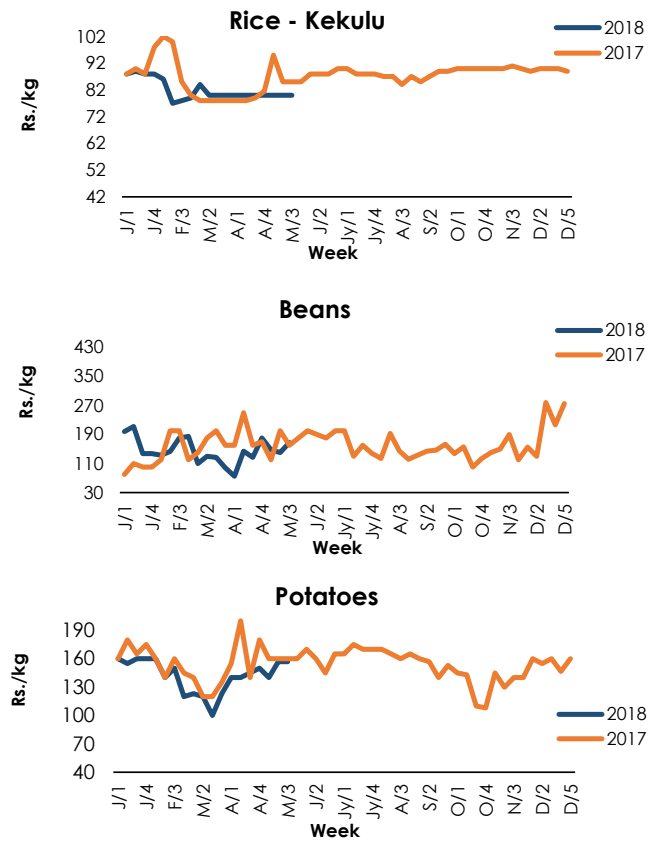 Rice - Kekulu
2018
2017
Rs./kg
102
92
82
72
62
52
42
J/1
J/4
F/3
M/2
A/1
A/4
M/3
J/2
Jy/1
Jy/4
A/3
S/2
O/1
O/4
N/3
D/2
D/5
Week
Beans
2018
2017
Rs./kg
430
350
270
190
110
30
J/1
J/4
F/3
M/2
A/1
A/4
M/3
J/2
Jy/1
Jy/4
A/3
S/2
O/1
O/4
N/3
D/2
D/5
Week
Potatoes
Rs./kg
190
160
130
100
70
40
2018
2017
J/1
J/4
F/3
M/2
A/1
A/4
M/3
J/2
Jy/1
Jy/4
A/3
S/2
O/1
O/4
N/3
D/2
D/5
Week